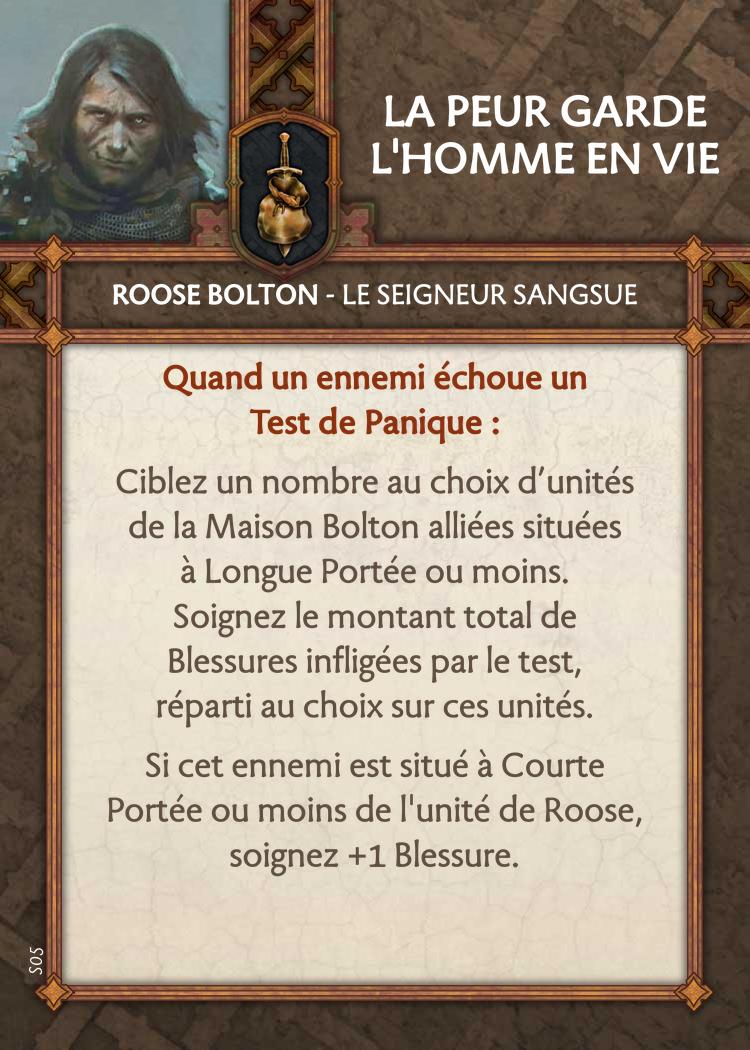 LA PEUR GARDE
L'HOMME EN VIE
ROOSE BOLTON - LE SEIGNEUR SANGSUE
Quand un ennemi échoue un
Test de Panique :
Ciblez un nombre au choix d’unités
de la Maison Bolton alliées situées
à Longue Portée ou moins.
Soignez le montant total de
Blessures infligées par le test,
réparti au choix sur ces unités.
Si cet ennemi est situé à Courte
Portée ou moins de l'unité de Roose,
soignez +1 Blessure.
S05